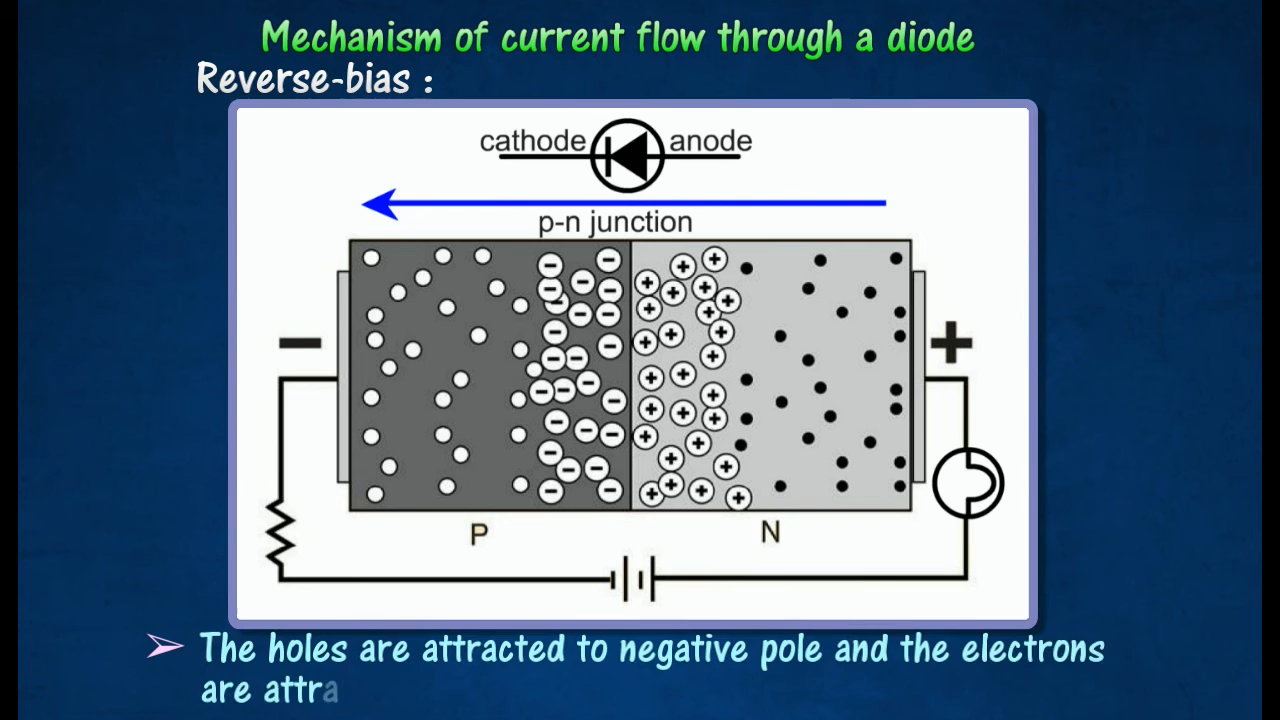 Mechanism of current flow through a diode
Reverse-bias :
cathode anode
p-n junction
− +
P N
➢ The holes are attracted to negative pole and the electrons
are attra